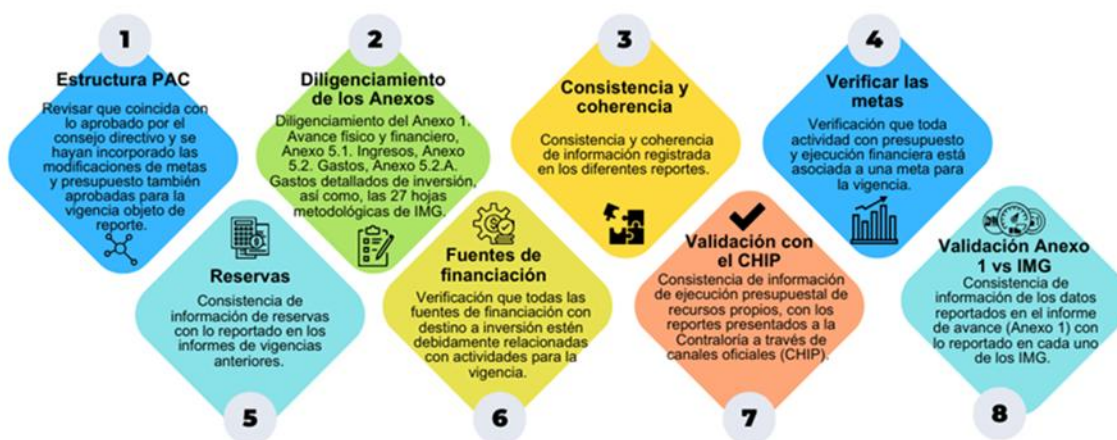 1
Estructura PAC
Revisar que coincida con
lo aprobado por el
consejo directivo y se
hayan incorporado las
modificaciones de metas
y presupuesto también
aprobadas para la
vigencia objeto de
reporte.
2
Diligenciamiento
de los Anexos
Diligenciamiento del Anexo 1.
Avance físico y financiero,
Anexo 5.1. Ingresos, Anexo
5.2. Gastos, Anexo 5.2.A.
Gastos detallados de inversión,
así como, las 27 hojas
metodológicas de IMG.
3
Consistencia y
coherencia
Consistencia y coherencia
de información registrada
en los diferentes reportes.
4
Verificar las
metas
Verificación que toda
actividad con presupuesto
y ejecución financiera está
asociada a una meta para
la vigencia.
Reservas
Consistencia de
información de reservas
con lo reportado en los
informes de vigencias
anteriores.
5
Fuentes de
financiación
Verificación que todas las
fuentes de financiación con
destino a inversión estén
debidamente relacionadas
con actividades para la
vigencia.
6
Validación con
el CHIP
Consistencia de información
de ejecución presupuestal de
recursos propios, con los
reportes presentados a la
Contraloría a través de
canales oficiales (CHIP).
7
Validación Anexo
1 vs IMG
Consistencia de
información de los datos
reportados en el informe
de avance (Anexo 1) con
lo reportado en cada uno
de los IMG.
8